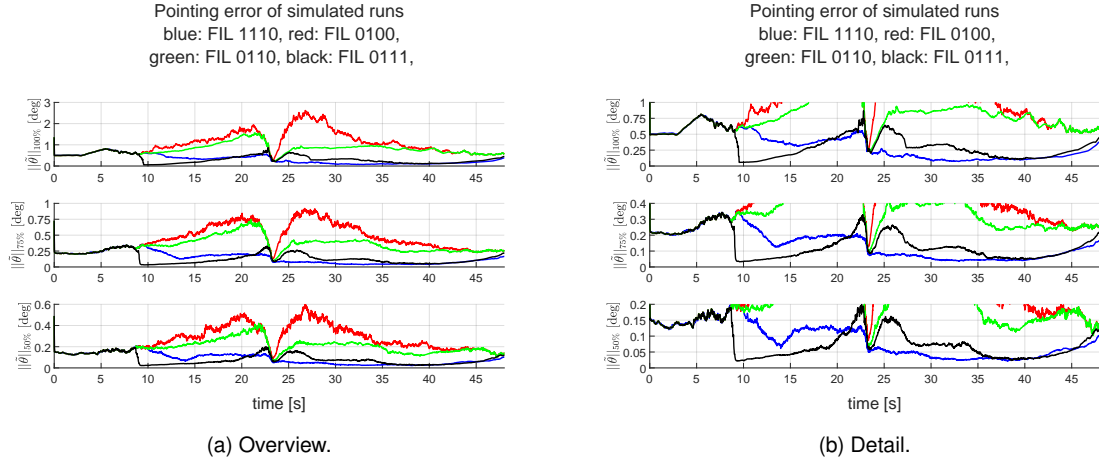 Pointing error of simulated runs
blue: FIL 1110, red: FIL 0100,
green: FIL 0110, black: FIL 0111,
||θ̃||100% [deg]
3
2
1
0
0 5 10 15 20 25 30 35 40 45
||θ̃||75% [deg]
1
0.75
0.5
0.25
0
0 5 10 15 20 25 30 35 40 45
||θ̃||50% [deg]
0.6
0.4
0.2
0
0 5 10 15 20 25 30 35 40 45
time [s]
(a) Overview.
Pointing error of simulated runs
blue: FIL 1110, red: FIL 0100,
green: FIL 0110, black: FIL 0111,
||θ̃||100% [deg]
1
0.75
0.5
0.25
0
0 5 10 15 20 25 30 35 40 45
||θ̃||75% [deg]
0.4
0.3
0.2
0.1
0
0 5 10 15 20 25 30 35 40 45
||θ̃||50% [deg]
0.2
0.15
0.1
0.05
0
0 5 10 15 20 25 30 35 40 45
time [s]
(b) Detail.